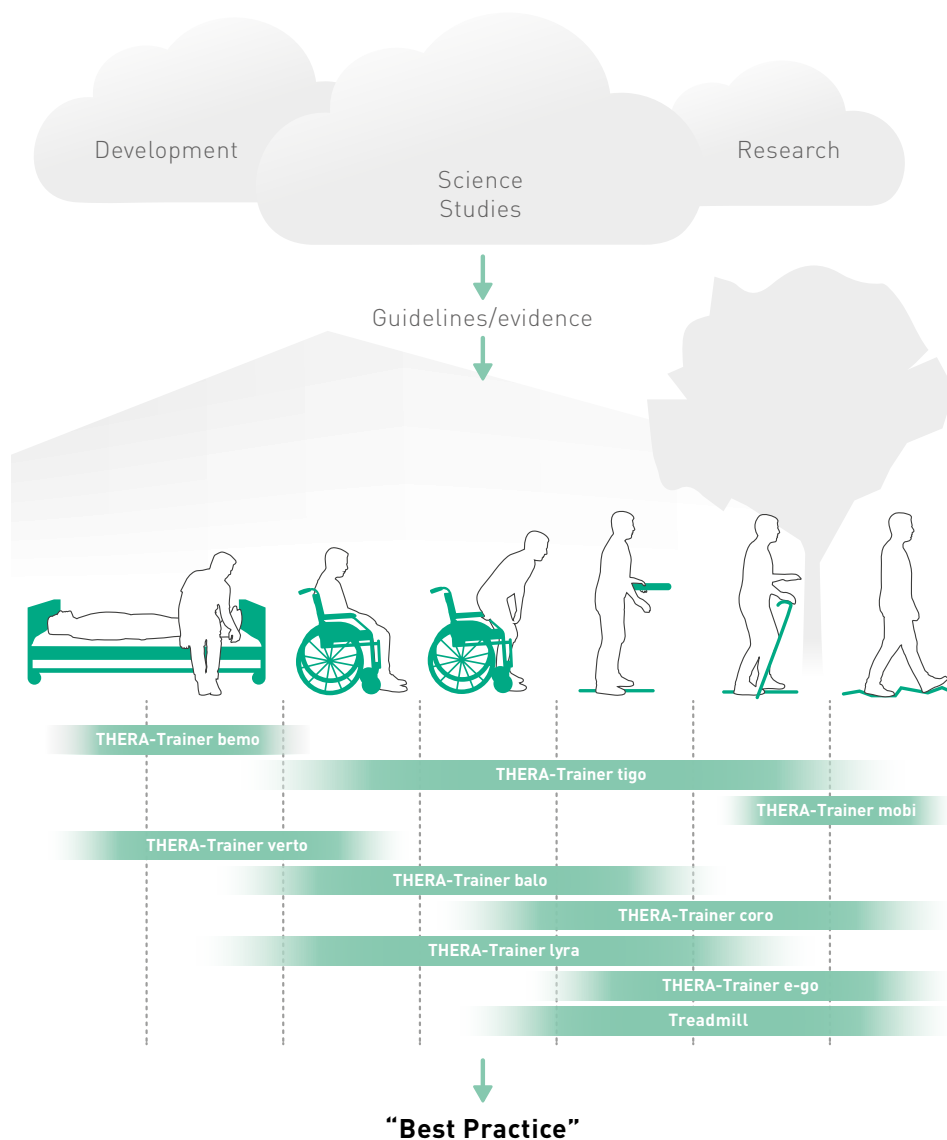 Development
Research
Science
Studies
Guidelines/evidence
THERA-Trainer bemo
THERA-Trainer tigo
THERA-Trainer mobi
THERA-Trainer verto
THERA-Trainer balo
THERA-Trainer coro
THERA-Trainer lyra
THERA-Trainer e-go
Treadmill
“Best Practice”